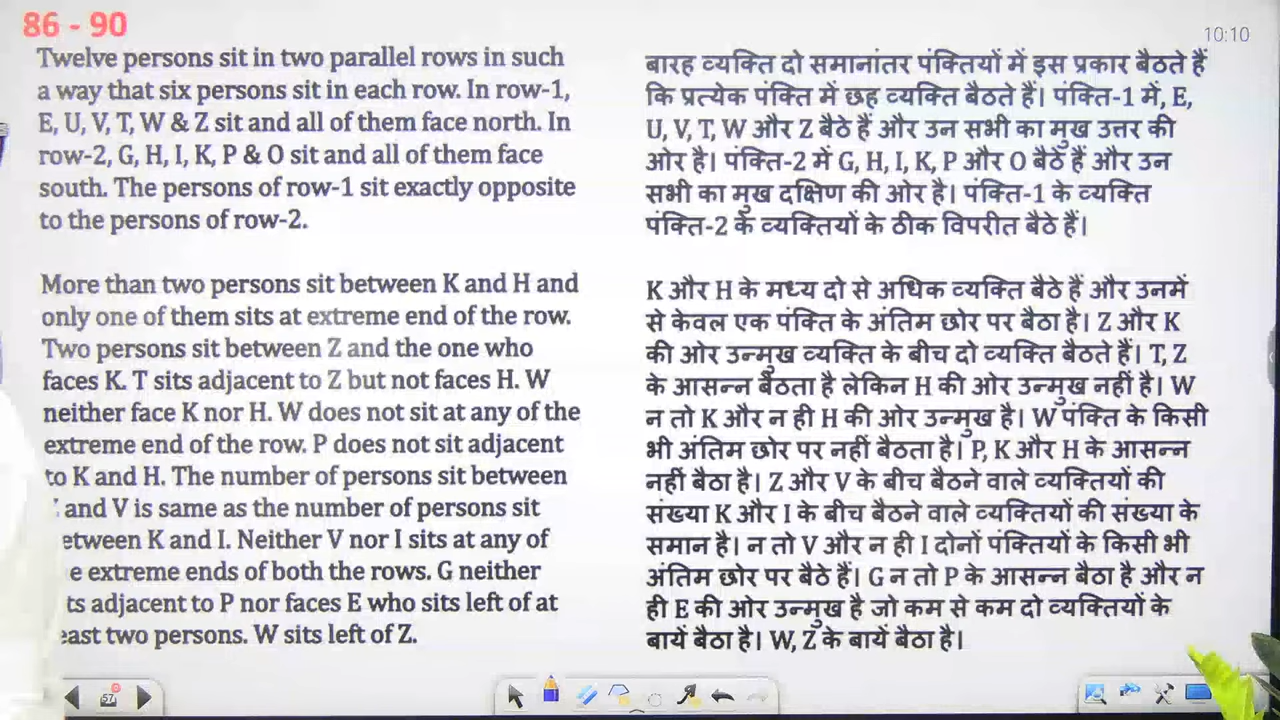 86 - 90
10:10
Twelve persons sit in two parallel rows in such
a way that six persons sit in each row. In row-1,
E, U, V, T, W & Z sit and all of them face north. In
row-2, G, H, I, K, P & O sit and all of them face
south. The persons of row-1 sit exactly opposite
to the persons of row-2.
More than two persons sit between K and H and
only one of them sits at extreme end of the row.
Two persons sit between Z and the one who
faces K. T sits adjacent to Z but not faces H. W
neither face K nor H. W does not sit at any of the
extreme end of the row. P does not sit adjacent
to K and H. The number of persons sit between
and V is same as the number of persons sit
etween K and I. Neither V nor I sits at any of
e extreme ends of both the rows. G neither
ts adjacent to P nor faces E who sits left of at
east two persons. W sits left of Z.
बारह व्यक्ति दो समानांतर पंक्तियों में इस प्रकार बैठते हैं
कि प्रत्येक पंक्ति में छह व्यक्ति बैठते हैं। पंक्ति-1 में, E,
U, V, T, W और Z बैठे हैं और उन सभी का मुख उत्तर की
ओर है। पंक्ति-2 में G, H, I, K, P और O बैठे हैं और उन
सभी का मुख दक्षिण की ओर है। पंक्ति-1 के व्यक्ति
पंक्ति-2 के व्यक्तियों के ठीक विपरीत बैठे हैं।
K और H के मध्य दो से अधिक व्यक्ति बैठे हैं और उनमें
से केवल एक पंक्ति के अंतिम छोर पर बैठा है। Z और K
की ओर उन्मुख व्यक्ति के बीच दो व्यक्ति बैठते हैं। T, Z
के आसन्न बैठता है लेकिन H की ओर उन्मुख नहीं है। W
न तो K और न ही H की ओर उन्मुख है। W पंक्ति के किसी
भी अंतिम छोर पर नहीं बैठता है। P, K और H के आसन्न
नहीं बैठा है। Z और V के बीच बैठने वाले व्यक्तियों की
संख्या K और I के बीच बैठने वाले व्यक्तियों की संख्या के
समान है। न तो V और न ही I दोनों पंक्तियों के किसी भी
अंतिम छोर पर बैठे हैं। G न तो P के आसन्न बैठा है और न
ही E की ओर उन्मुख है जो कम से कम दो व्यक्तियों के
बायें बैठा है। W, Z के बायें बैठा है।
57